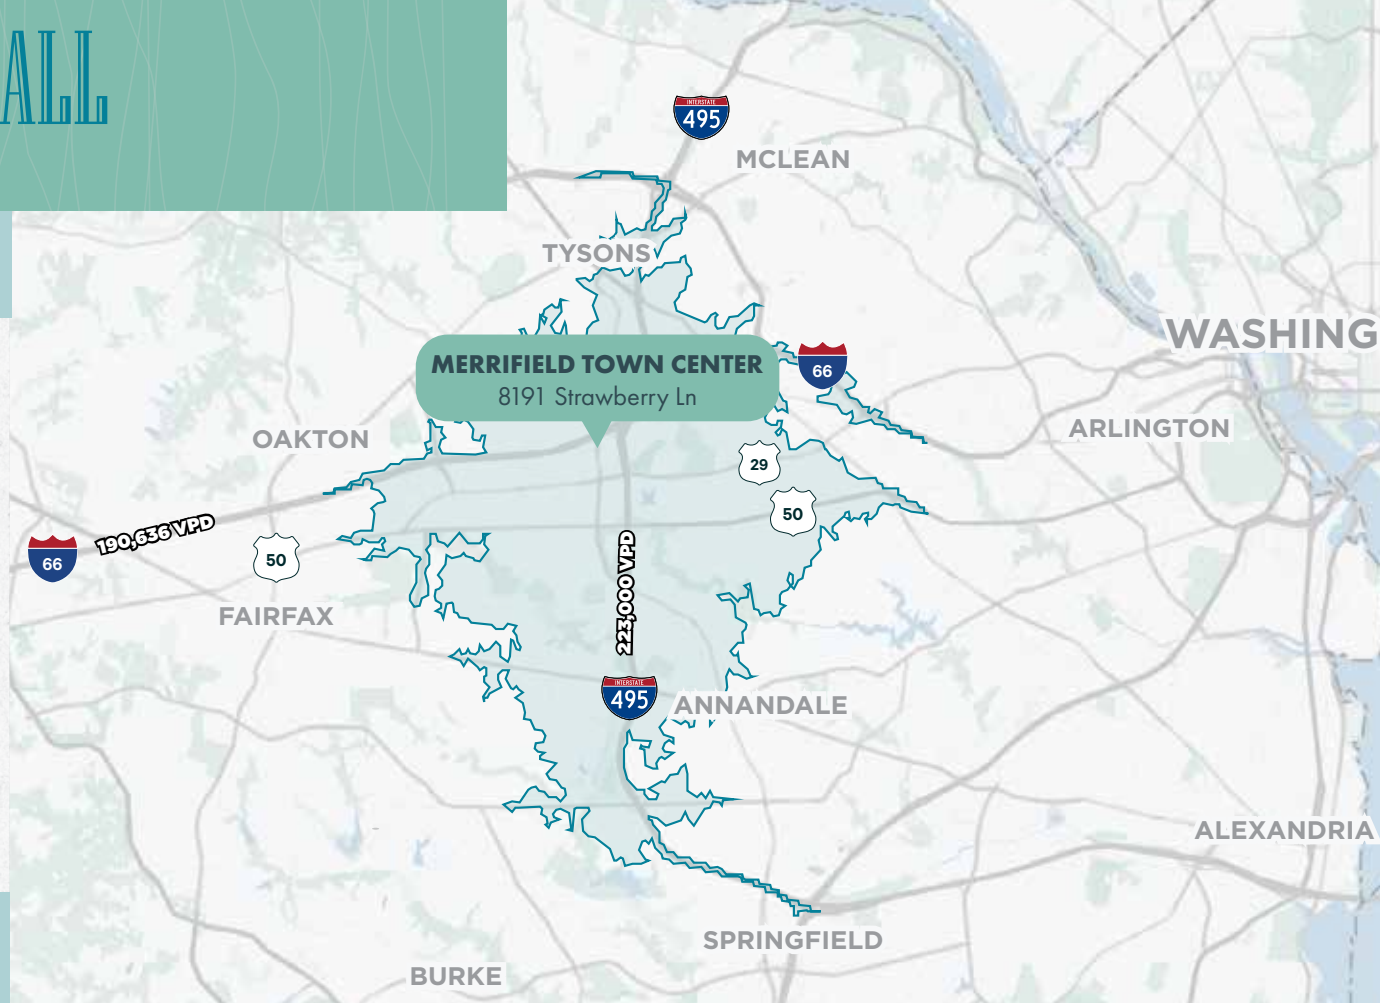 ALL
INTERSTATE
495
MCLEAN
TYSONS
WASHING
MERRIFIELD TOWN CENTER
8191 Strawberry Ln
66
OAKTON
ARLINGTON
29
50
190,636 VPD
66
50
223,000 VPD
FAIRFAX
INTERSTATE
495
ANNANDALE
ALEXANDRIA
SPRINGFIELD
BURKE